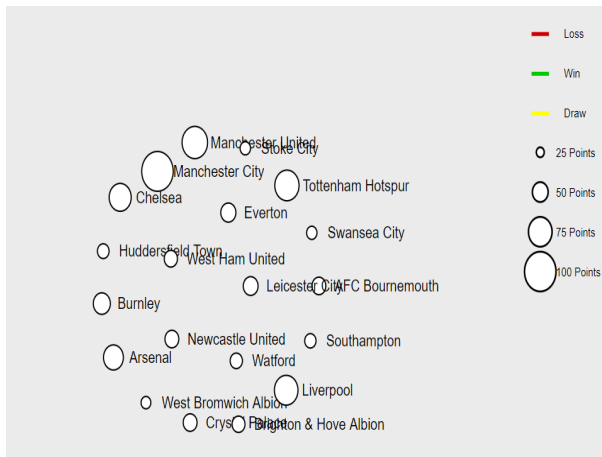 Loss
Win
Draw
25 Points
50 Points
75 Points
100 Points
Manchester United
Stoke City
Manchester City
Tottenham Hotspur
Chelsea
Everton
Swansea City
Huddersfield Town
West Ham United
Leicester City
AFC Bournemouth
Burnley
Newcastle United
Southampton
Arsenal
Watford
Liverpool
West Bromwich Albion
Crystal Palace
Brighton & Hove Albion